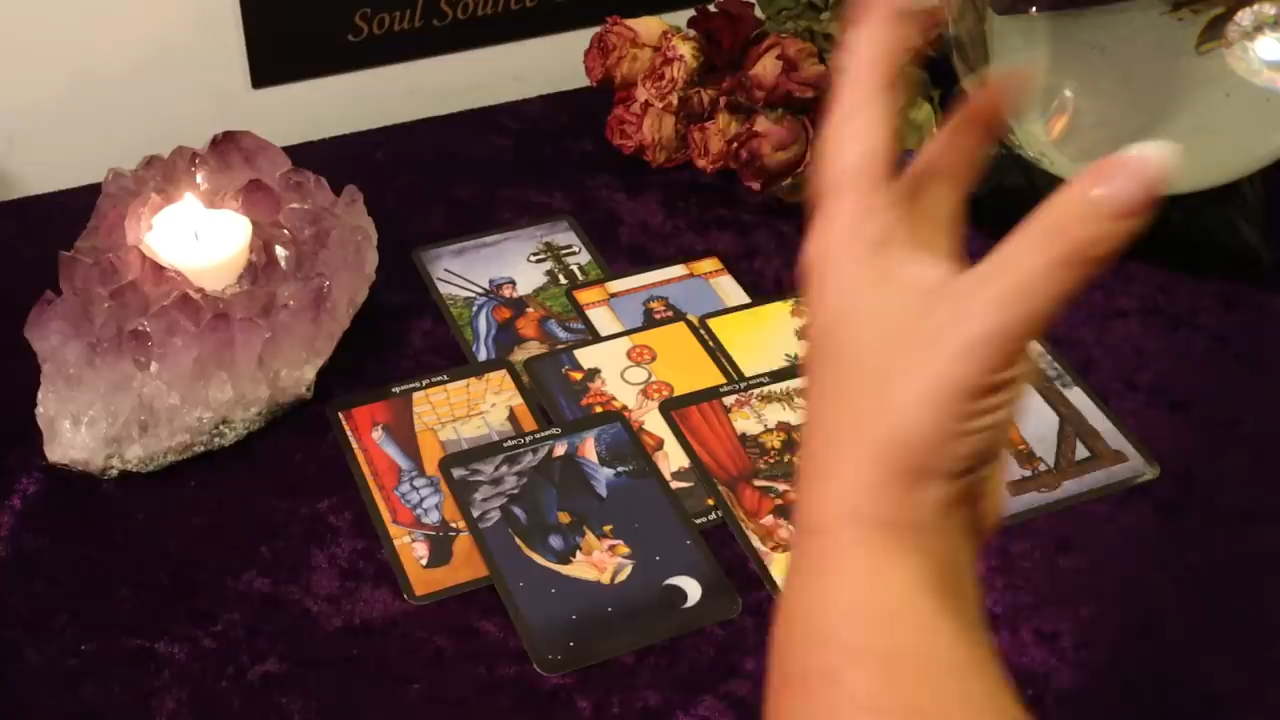 Soul Source
Two of Swords
Three of Cups
Queen of Cups